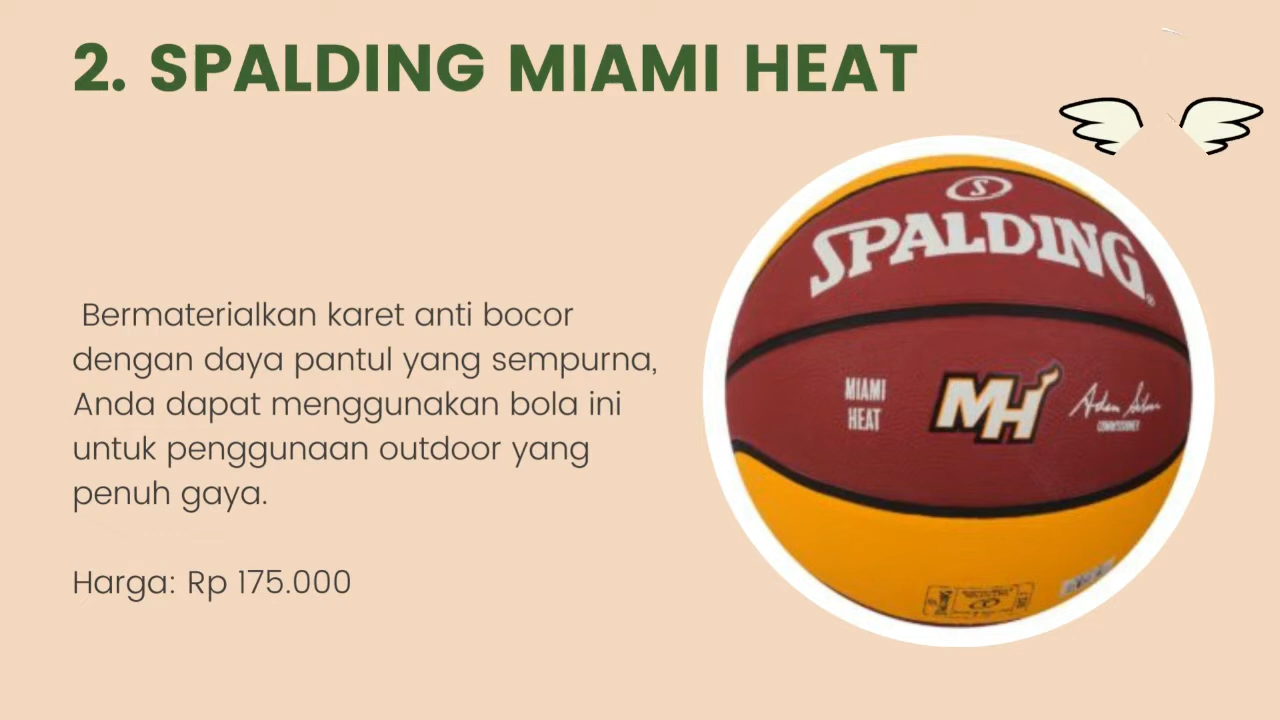 2. SPALDING MIAMI HEAT
SPALDING
MIAMI
HEAT
MH
COMMISSIONER
Bermaterialkan karet anti bocor
dengan daya pantul yang sempurna,
Anda dapat menggunakan bola ini
untuk penggunaan outdoor yang
penuh gaya.
Harga: Rp 175.000